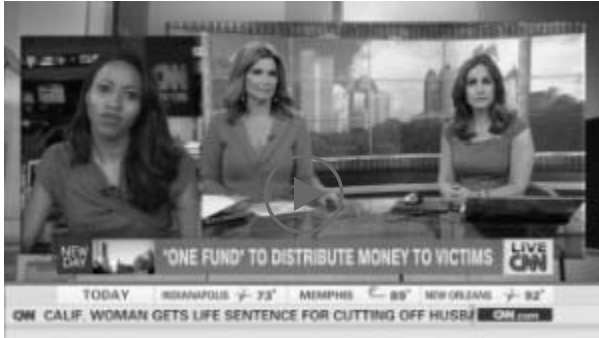 CNN
NEW DAY
"ONE FUND" TO DISTRIBUTE MONEY TO VICTIMS
LIVE CNN
TODAY INDIANAPOLIS 73° MEMPHIS 89° NEW ORLEANS 92°
CNN CALIF. WOMAN GETS LIFE SENTENCE FOR CUTTING OFF HUSBA CNN.com